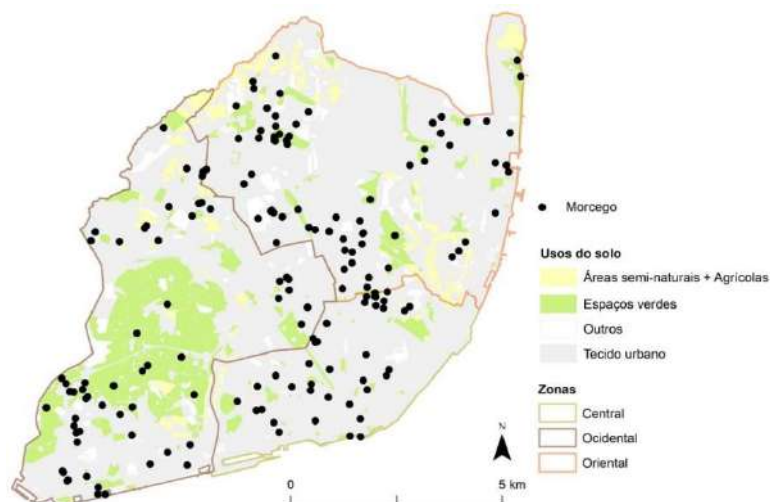 Morcego
Usos do solo
Áreas semi-naturais + Agrícolas
Espaços verdes
Outros
Tecido urbano
Zonas
Central
Ocidental
Oriental
N
0 5 km